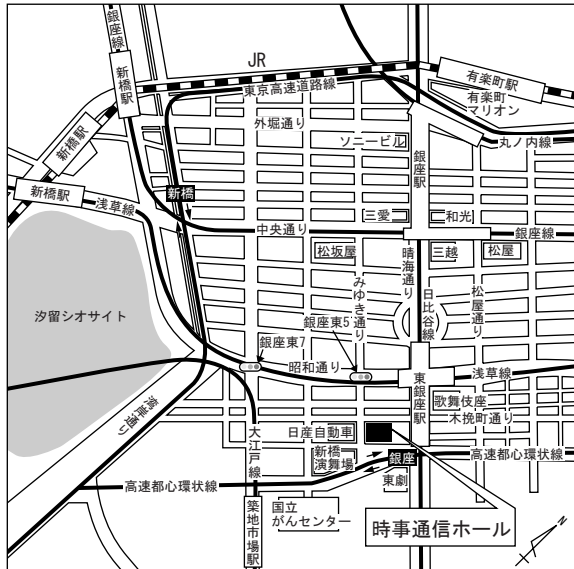 銀座線
新橋駅
JR
有楽町駅
有楽町
マリオン
東京高速道路線
外堀通り
ソニービル
丸ノ内線
銀座駅
新橋駅
新橋駅
浅草線
新橋
三愛
和光
中央通り
銀座線
松坂屋
三越
松屋
晴海通り
みゆき通り
日比谷線
松屋通り
汐留シオサイト
銀座東5
銀座東7
昭和通り
浅草線
東銀座駅
歌舞伎座
木挽町通り
海岸通り
大江戸線
日産自動車
新橋
演舞場
銀座
高速都心環状線
高速都心環状線
東劇
国立
がんセンター
築地市場駅
時事通信ホール